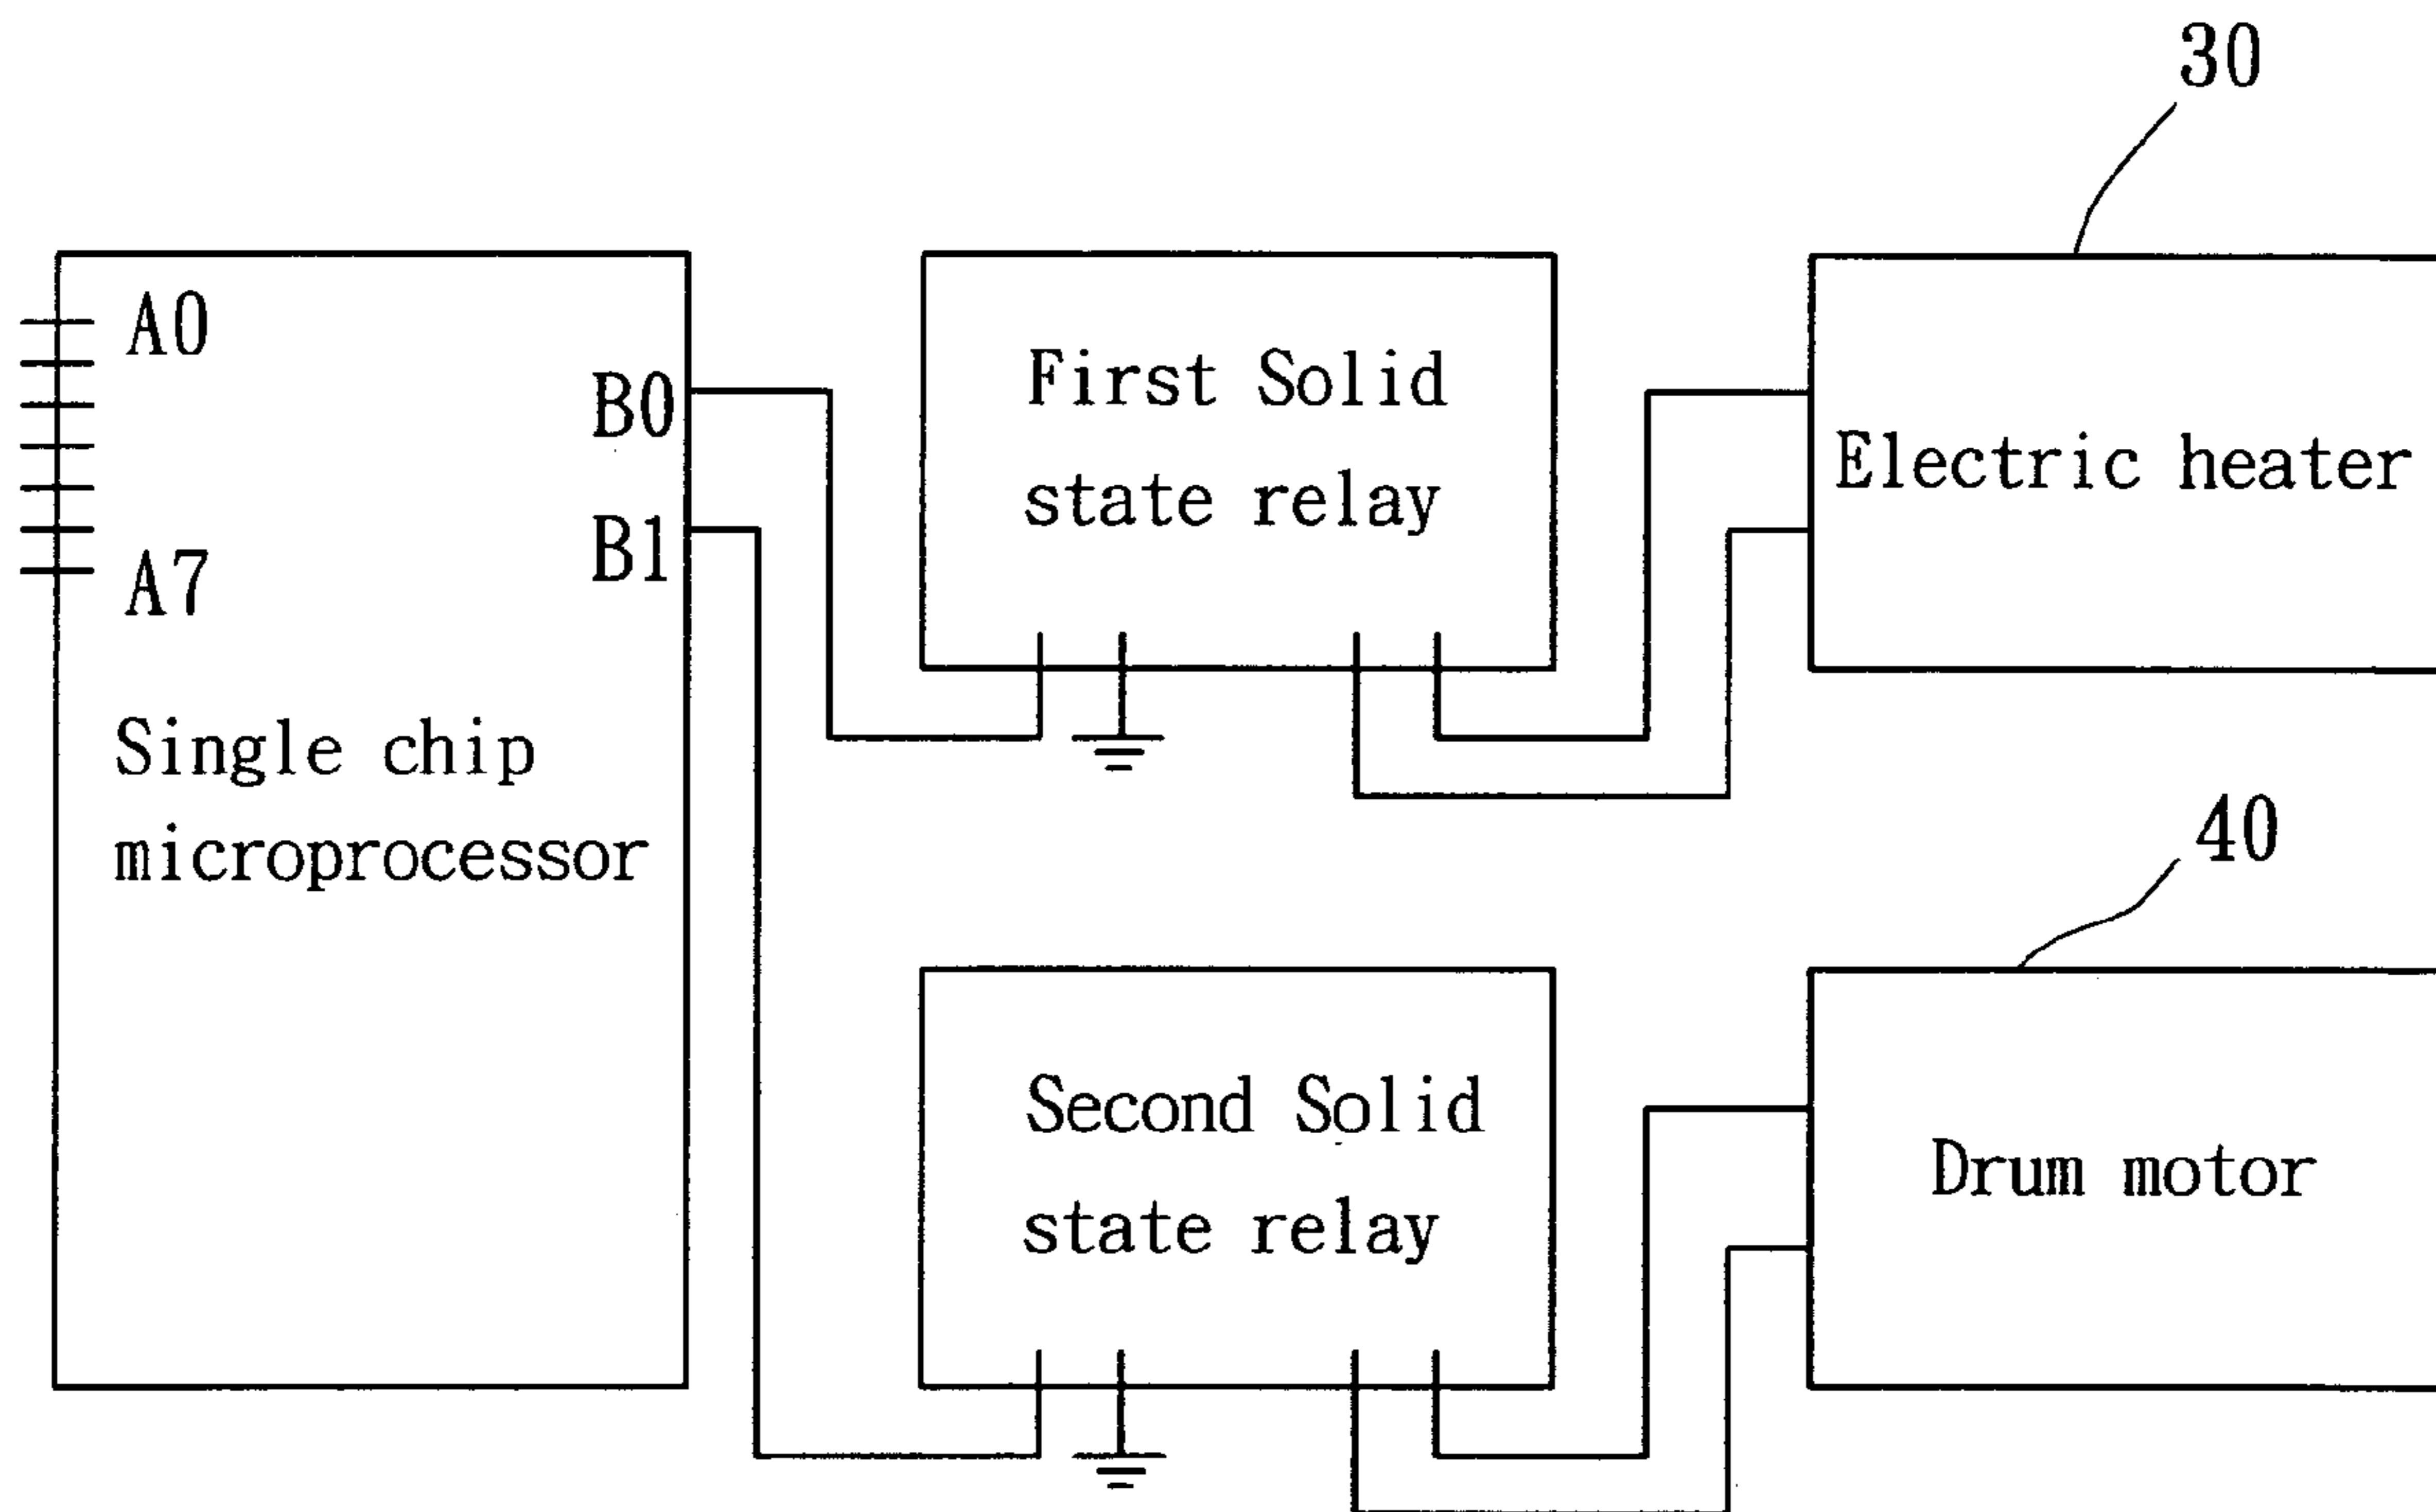 30
A0
B0
B1
A7
Single chip
microprocessor
First Solid
state relay
Electric heater
40
Second Solid
state relay
Drum motor